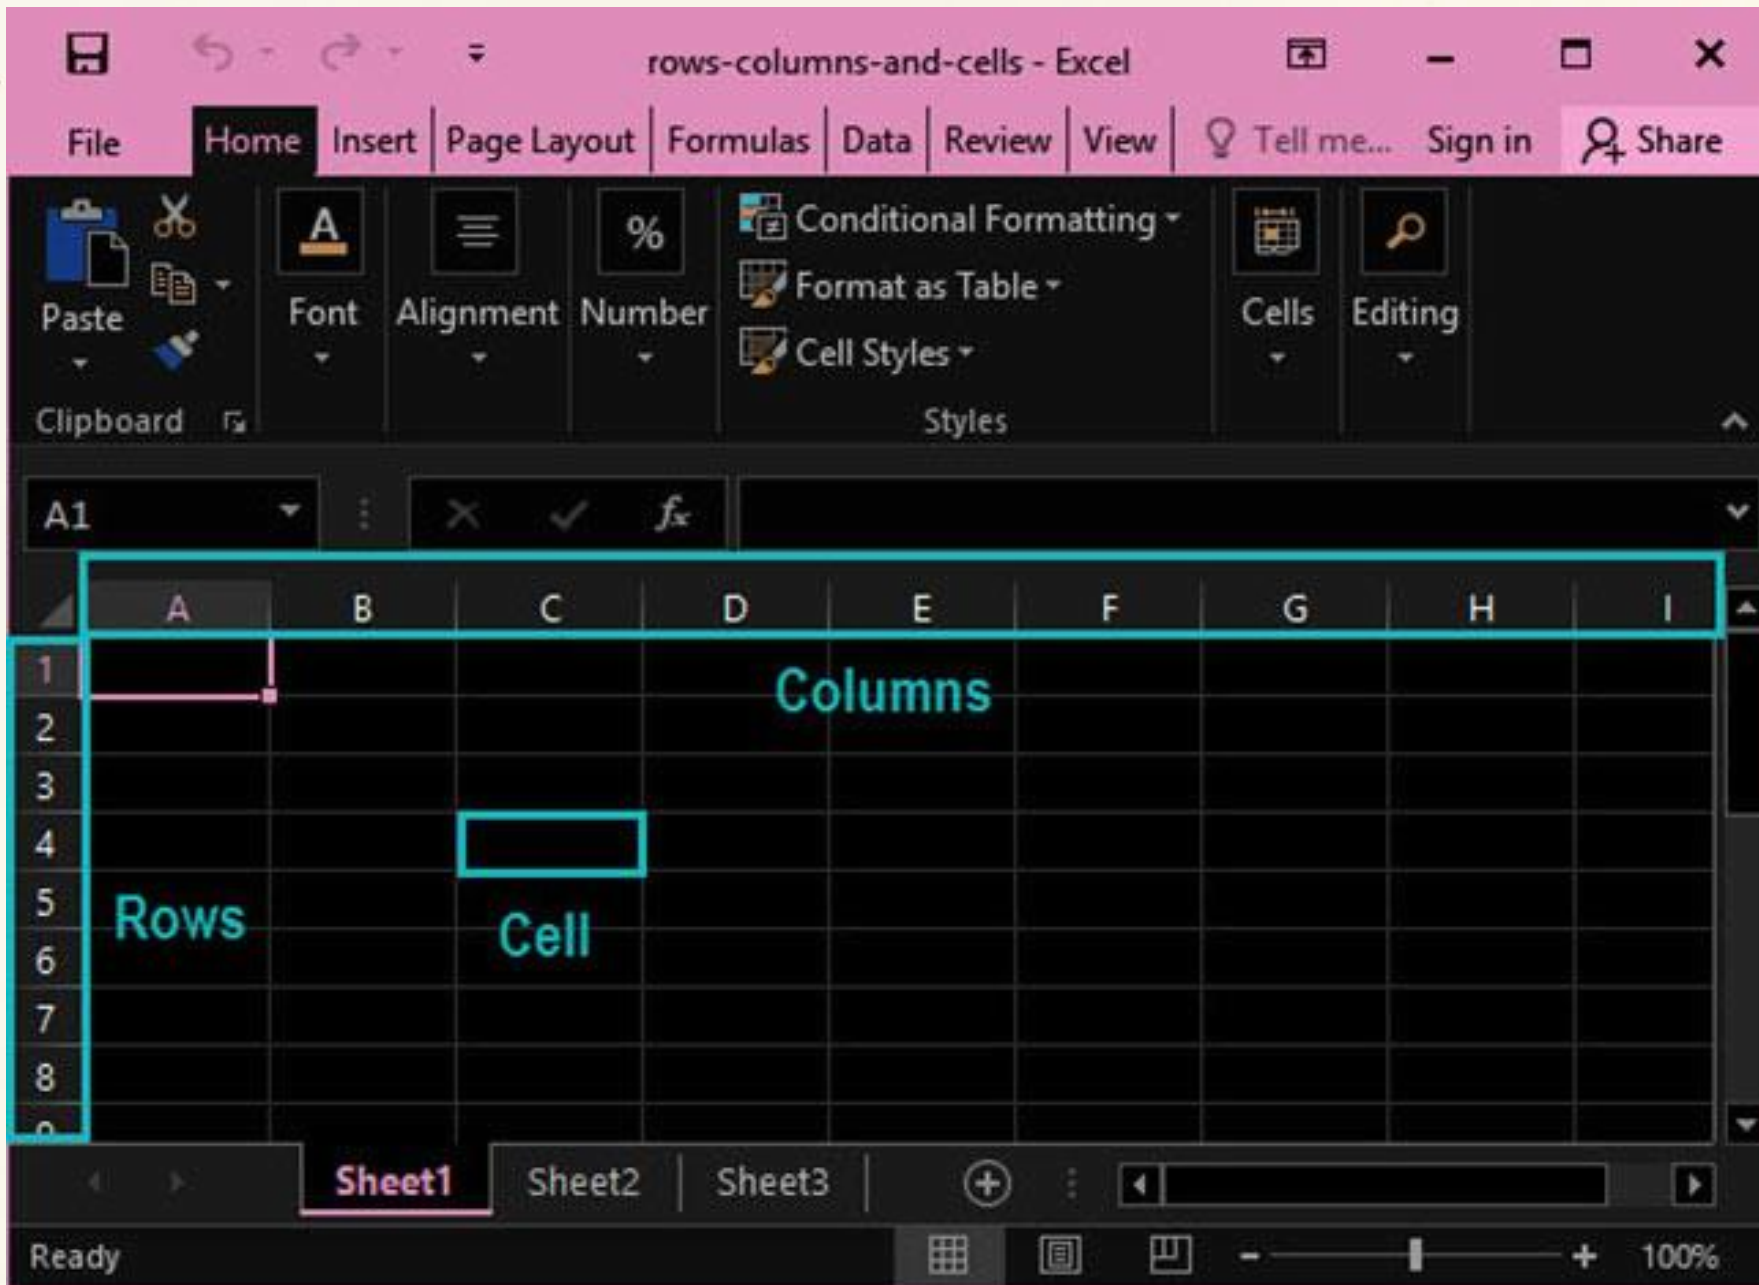 rows-columns-and-cells - Excel
File Home Insert Page Layout Formulas Data Review View Tell me... Sign in Share
Conditional Formatting
Format as Table
Cell Styles
Paste Font Alignment Number Cells Editing
Clipboard Styles
A1 fx
A B C D E F G H I
1
Columns
2
3
4
5
Rows
Cell
6
7
8
9
Sheet1 Sheet2 Sheet3
Ready 100%